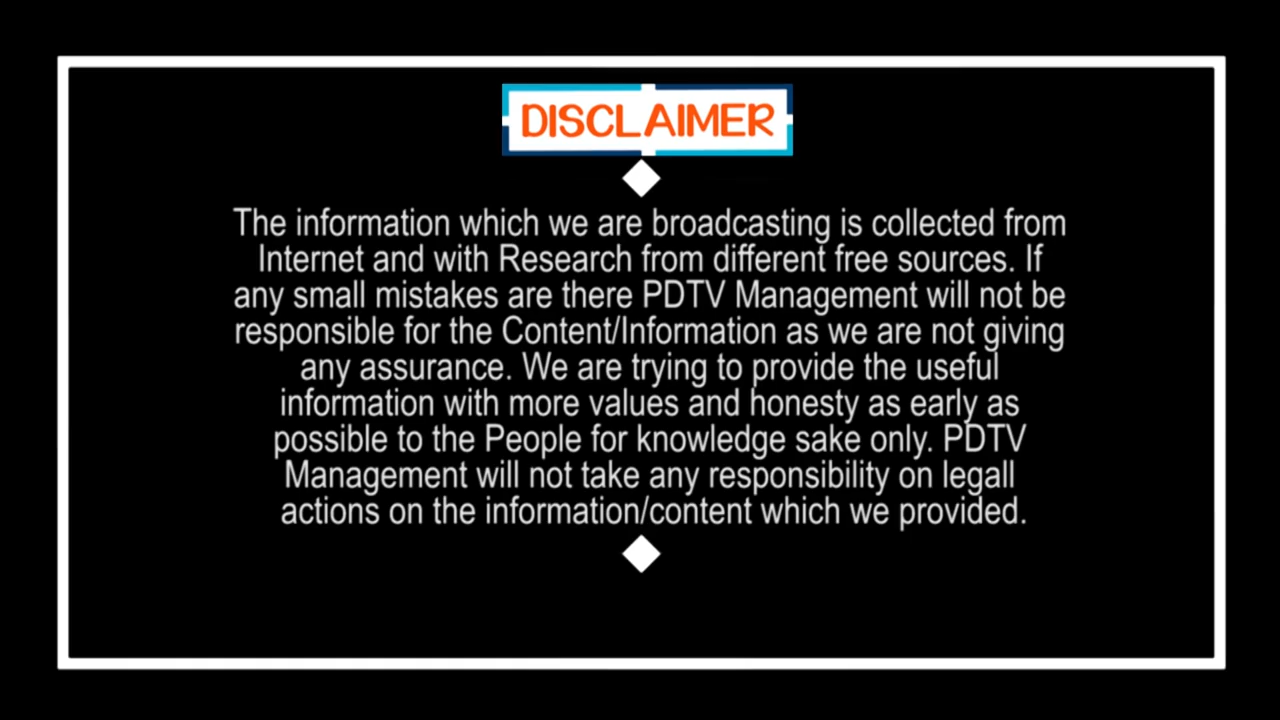 DISCLAIMER
The information which we are broadcasting is collected from
Internet and with Research from different free sources. If
any small mistakes are there PDTV Management will not be
responsible for the Content/Information as we are not giving
any assurance. We are trying to provide the useful
information with more values and honesty as early as
possible to the People for knowledge sake only. PDTV
Management will not take any responsibility on legall
actions on the information/content which we provided.